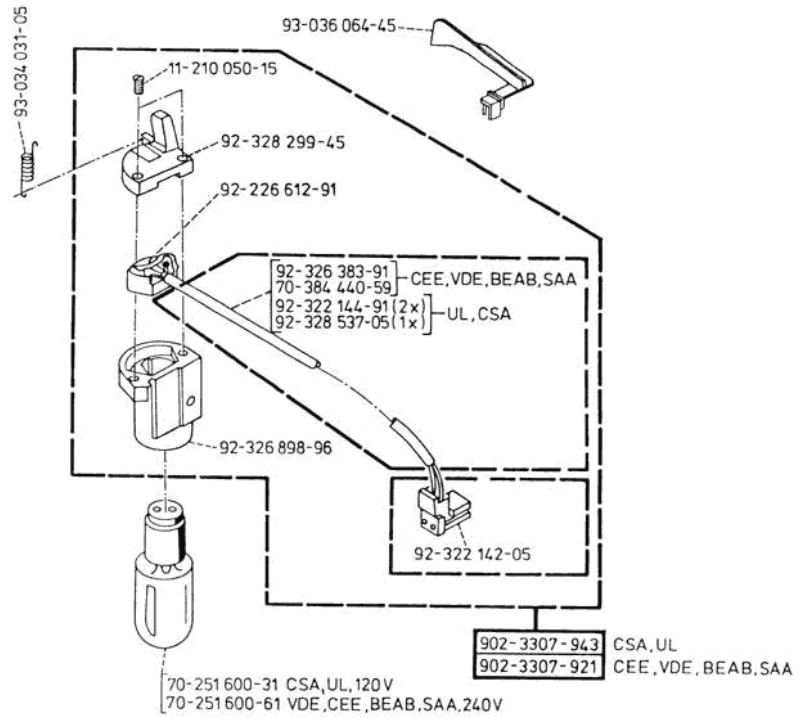 93-034 031-05
93-036 064-45
11-210 050-15
92-328 299-45
92-226 612-91
92-326 383-91
70-384 440-59
CEE,VDE,BEAB,SAA
92-322 144-91(2x)
92-328 537-05(1x)
UL,CSA
92-326 898-96
92-322 142-05
902-3307-943 CSA,UL
902-3307-921 CEE,VDE,BEAB,SAA
70-251 600-31 CSA,UL,120V
70-251 600-61 VDE,CEE,BEAB,SAA,240V